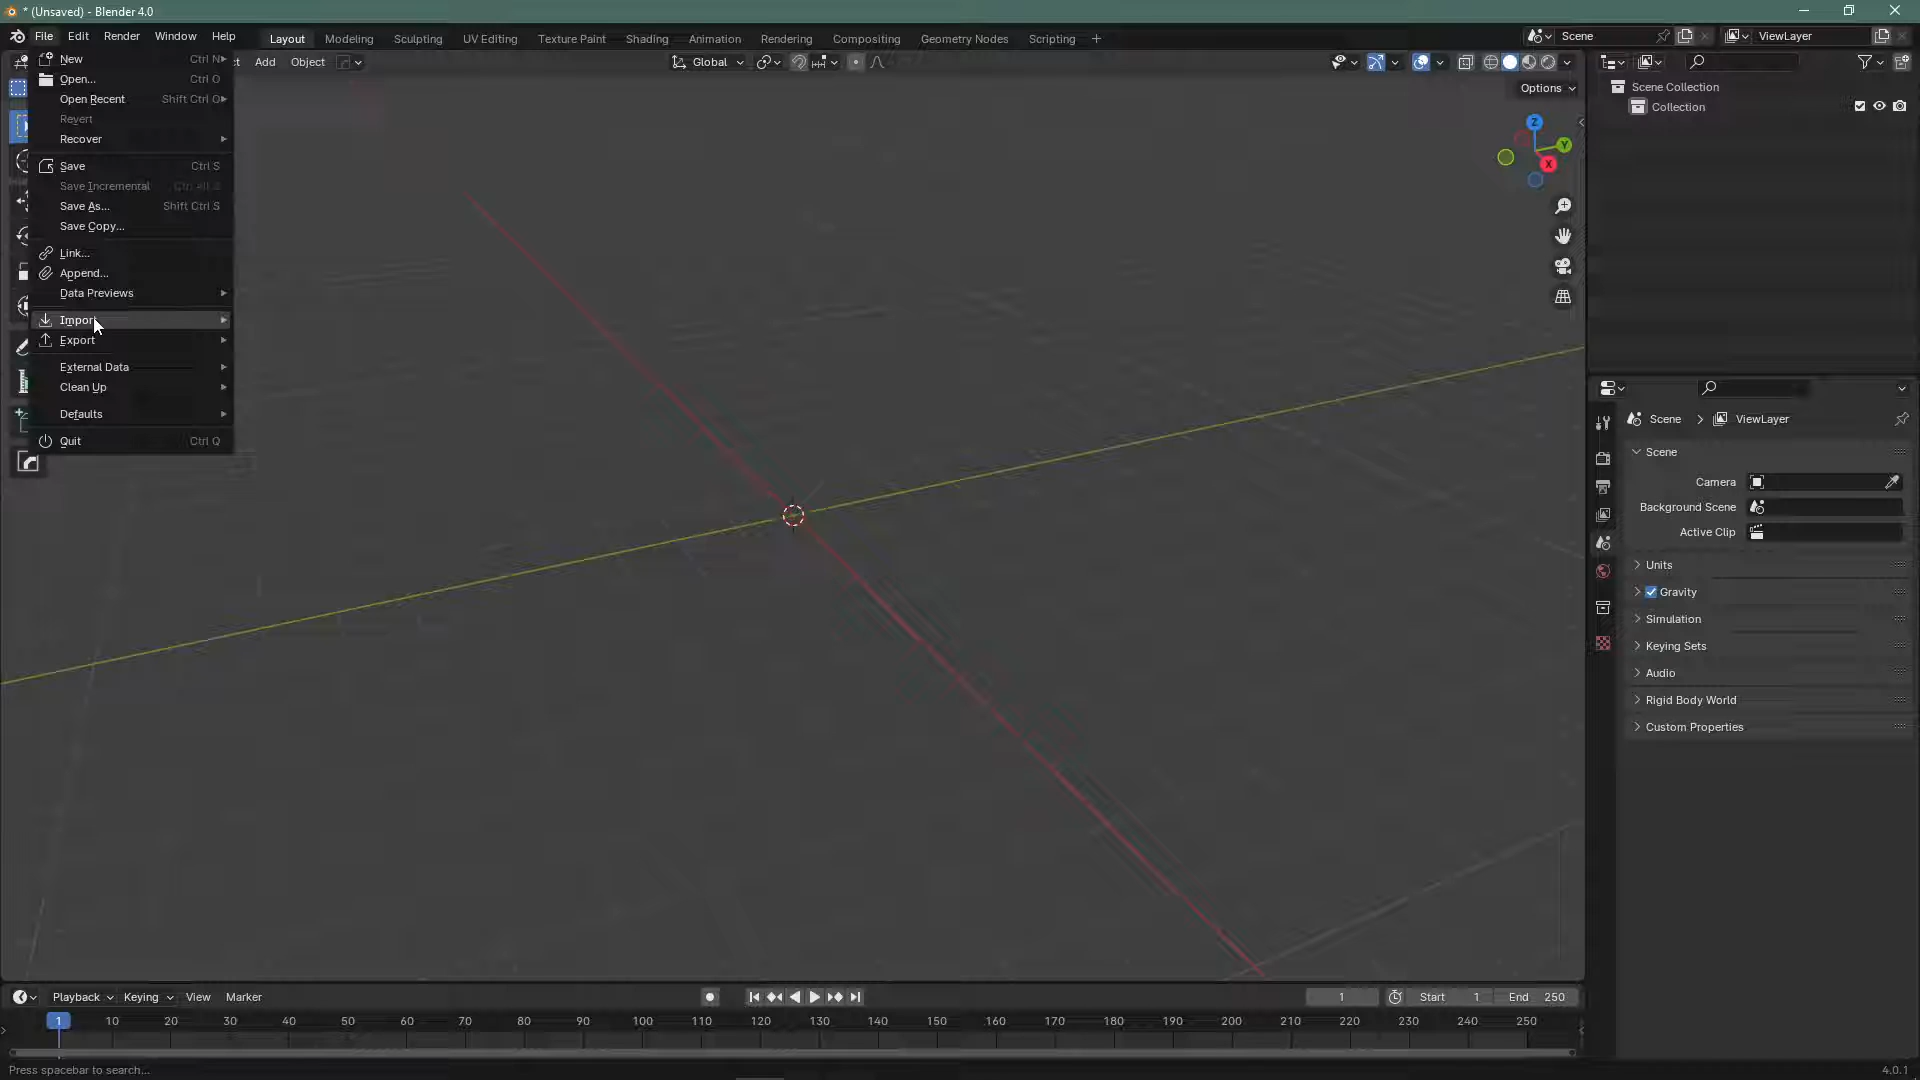 * (Unsaved) - Blender 4.0
File Edit Render Window Help Layout Modeling Sculpting UV Editing Texture Paint Shading Animation Rendering Compositing Geometry Nodes Scripting + Scene ViewLayer
Add Object Global
Options
New Ctrl N
Open... Ctrl O
Open Recent Shift Ctrl O
Revert
Recover
Save Ctrl S
Save Incremental Ctrl Alt S
Save As... Shift Ctrl S
Save Copy...
Link...
Append...
Data Previews
Import
Export
External Data
Clean Up
Defaults
Quit Ctrl Q
Z
Y
X
Scene Collection
Collection
Scene > ViewLayer
Scene
Camera
Background Scene
Active Clip
Units
Gravity
Simulation
Keying Sets
Audio
Rigid Body World
Custom Properties
Playback Keying View Marker 1 Start 1 End 250
1 10 20 30 40 50 60 70 80 90 100 110 120 130 140 150 160 170 180 190 200 210 220 230 240 250
Press spacebar to search... 4.0.1